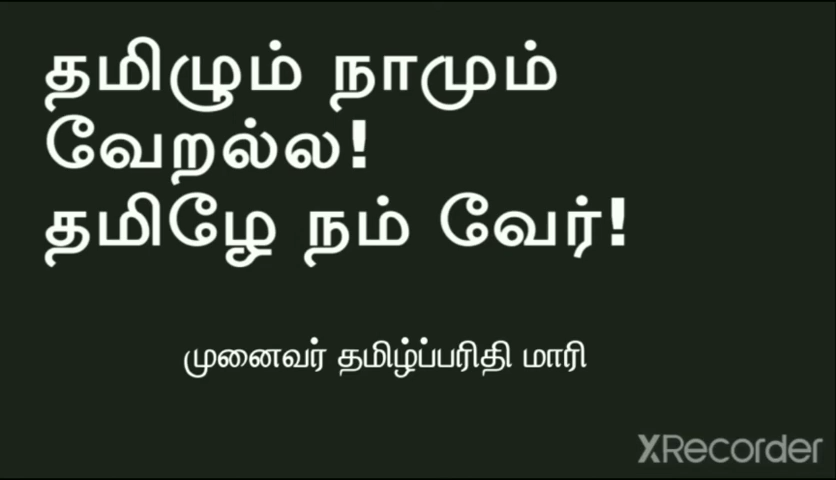 தமிழும் நாமும்
வேறல்ல!
தமிழே நம் வேர்!
முனைவர் தமிழ்ப்பரிதி மாரி
XRecorder